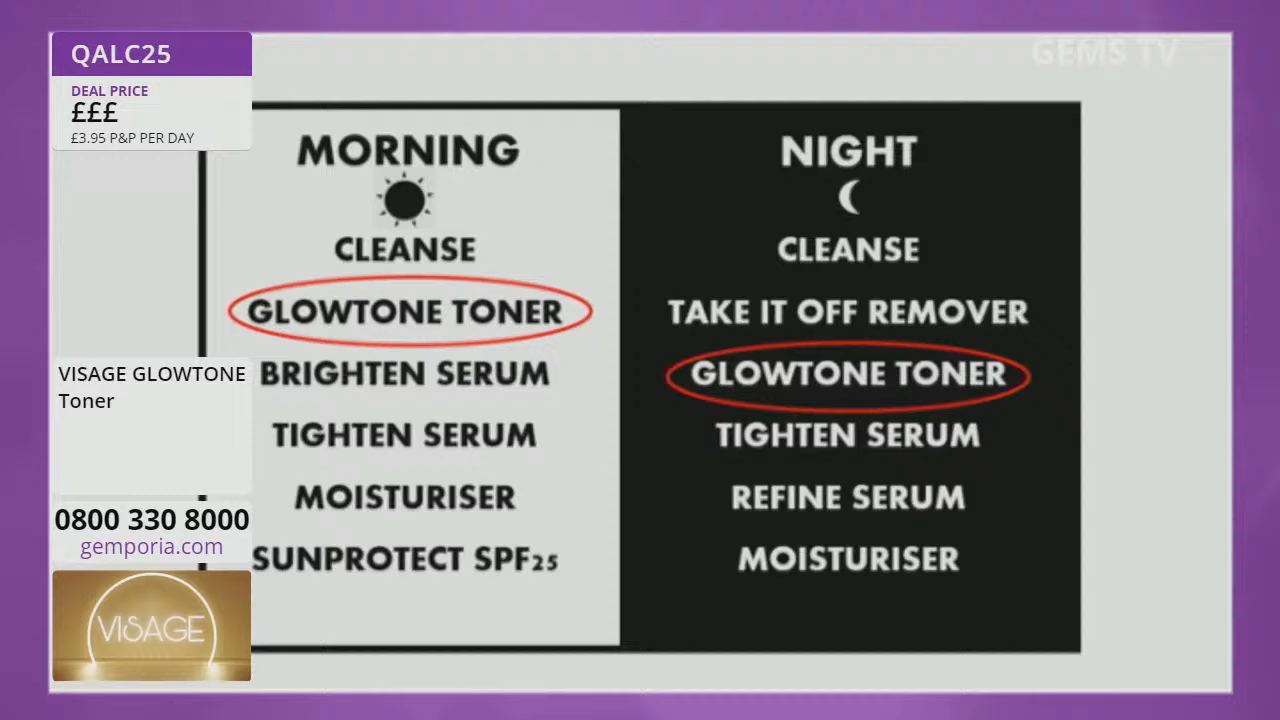 QALC25
DEAL PRICE
£££
£3.95 P&P PER DAY
GEMS TV
MORNING
CLEANSE
GLOWTONE TONER
BRIGHTEN SERUM
TIGHTEN SERUM
MOISTURISER
SUNPROTECT SPF25
NIGHT
CLEANSE
TAKE IT OFF REMOVER
GLOWTONE TONER
TIGHTEN SERUM
REFINE SERUM
MOISTURISER
VISAGE GLOWTONE
Toner
0800 330 8000
gemporia.com
VISAGE